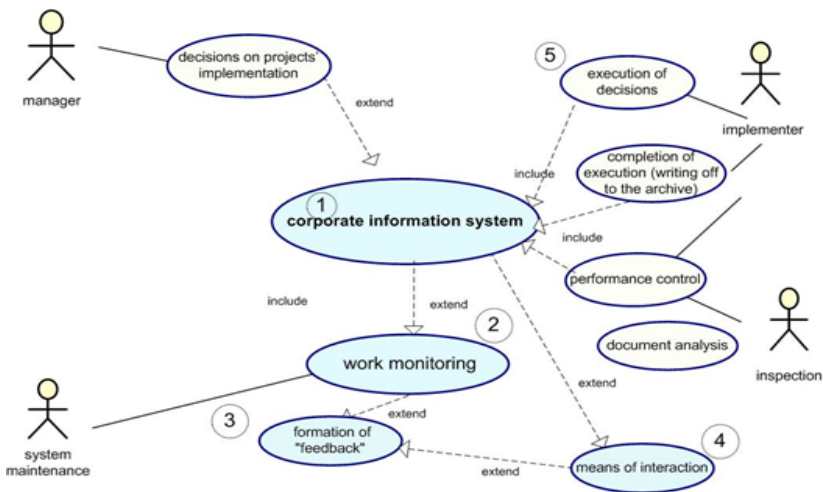 manager
decisions on projects'
implementation
extend
5
execution of
decisions
implementer
include
completion of
execution (writing off
to the archive)
1
corporate information system
include
performance control
include
extend
2
document analysis
work monitoring
inspection
extend
system
maintenance
3
extend
formation of
"feedback"
4
means of interaction
extend